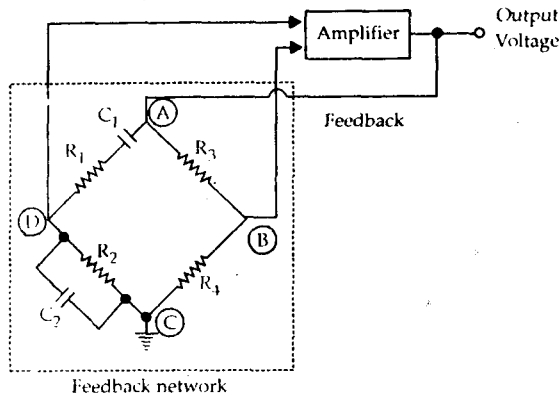 Output
Voltage
Amplifier
Feedback
A
C1
R1
R3
D
B
R2
R4
C2
C
Feedback network